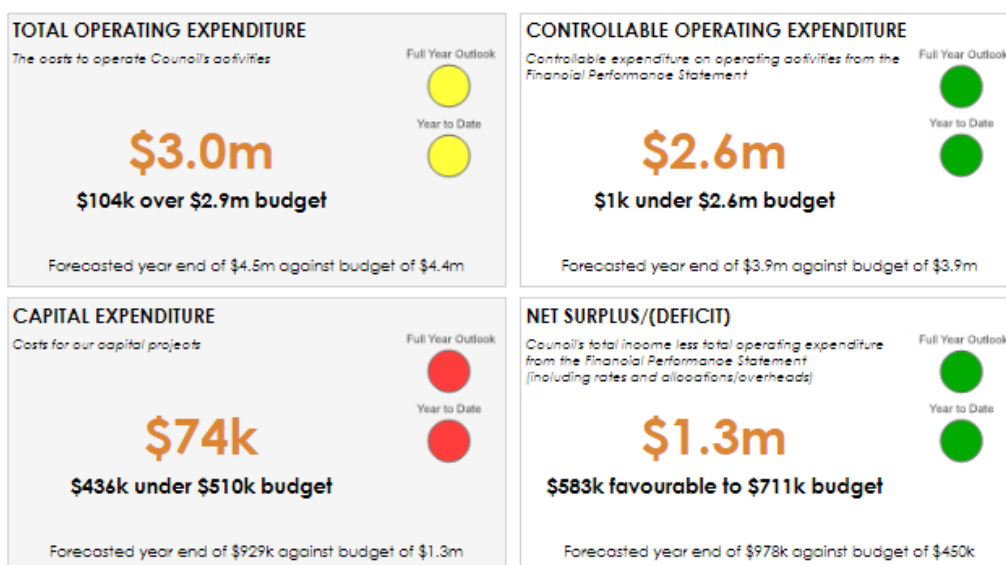 TOTAL OPERATING EXPENDITURE
The costs to operate Council's activities
Full Year Outlook
Year to Date
$3.0m
$104k over $2.9m budget
Forecasted year end of $4.5m against budget of $4.4m
CONTROLLABLE OPERATING EXPENDITURE
Controllable expenditure on operating activities from the
Financial Performance Statement
Full Year Outlook
Year to Date
$2.6m
$1k under $2.6m budget
Forecasted year end of $3.9m against budget of $3.9m
CAPITAL EXPENDITURE
Costs for our capital projects
Full Year Outlook
Year to Date
$74k
$436k under $510k budget
Forecasted year end of $929k against budget of $1.3m
NET SURPLUS/(DEFICIT)
Council's total income less total operating expenditure
from the Financial Performance Statement
(including rates and allocations/overheads)
Full Year Outlook
Year to Date
$1.3m
$583k favourable to $711k budget
Forecasted year end of $978k against budget of $450k